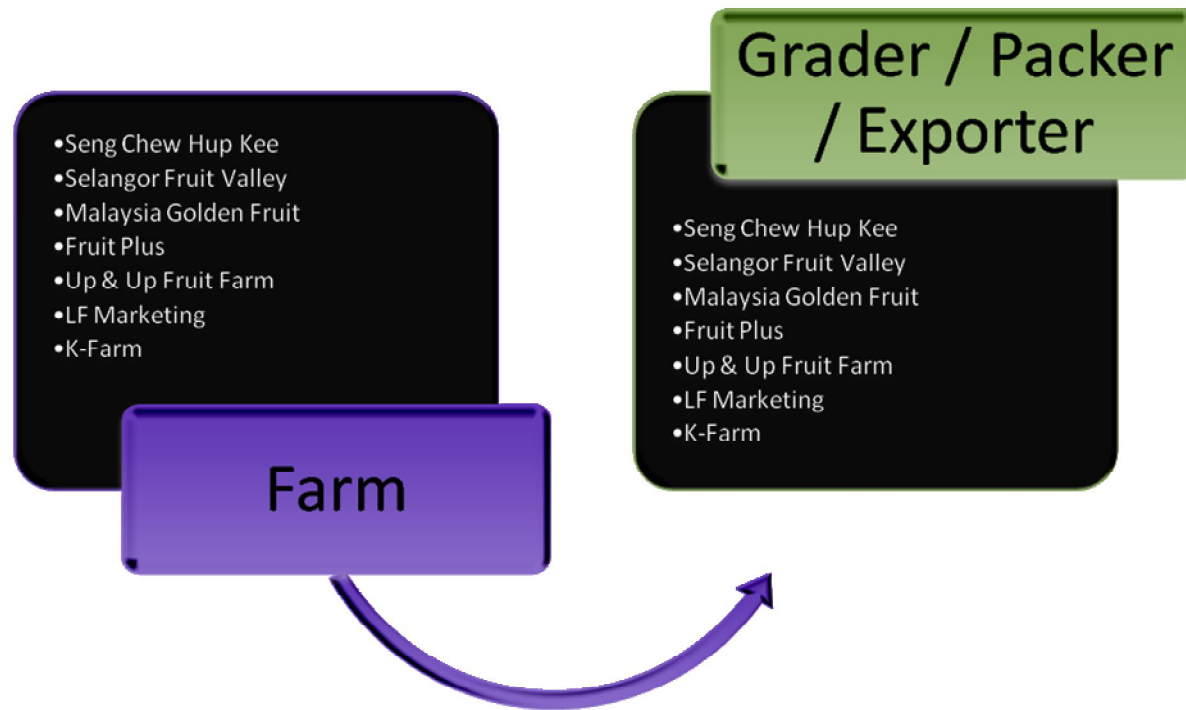 •Seng Chew Hup Kee
•Selangor Fruit Valley
•Malaysia Golden Fruit
•Fruit Plus
•Up & Up Fruit Farm
•LF Marketing
•K-Farm
Farm
Grader / Packer
/ Exporter
•Seng Chew Hup Kee
•Selangor Fruit Valley
•Malaysia Golden Fruit
•Fruit Plus
•Up & Up Fruit Farm
•LF Marketing
•K-Farm